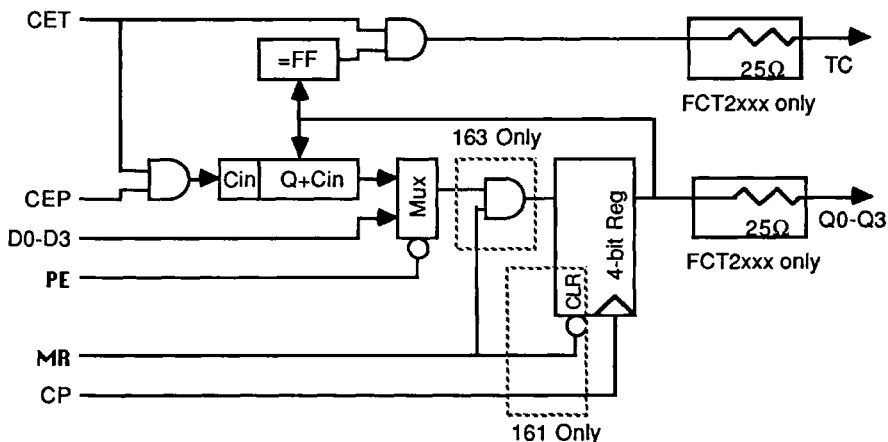 CET
=FF
25Ω
TC
FCT2xxx only
163 Only
Cin
Q+Cin
Mux
4-bit Reg
CEP
25Ω
Q0-Q3
D0-D3
FCT2xxx only
PE
CLR
MR
CP
161 Only